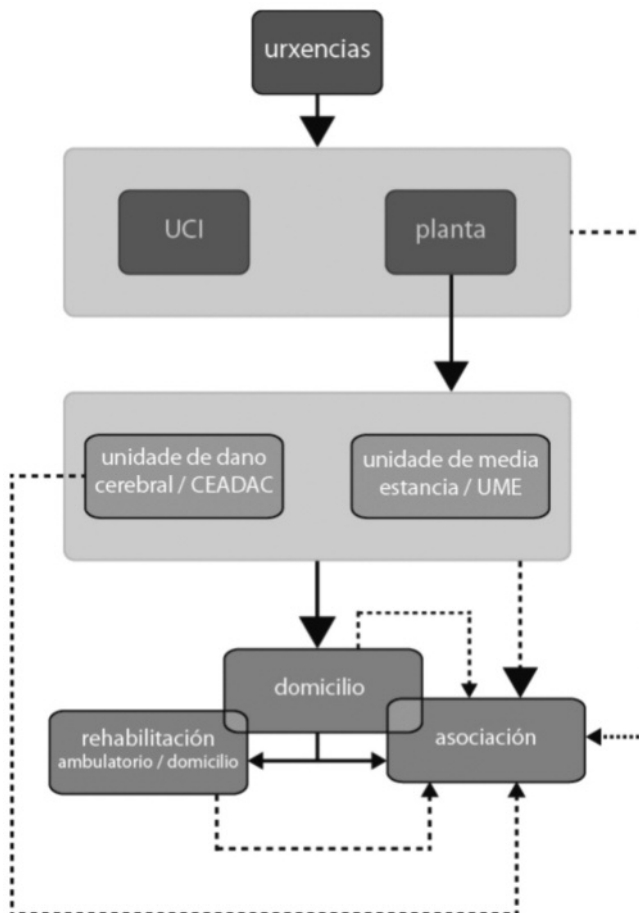 urxencias
UCI
planta
unidade de dano
cerebral / CEADAC
unidade de media
estancia / UME
domicilio
rehabilitación
ambulatorio / domicilio
asociación